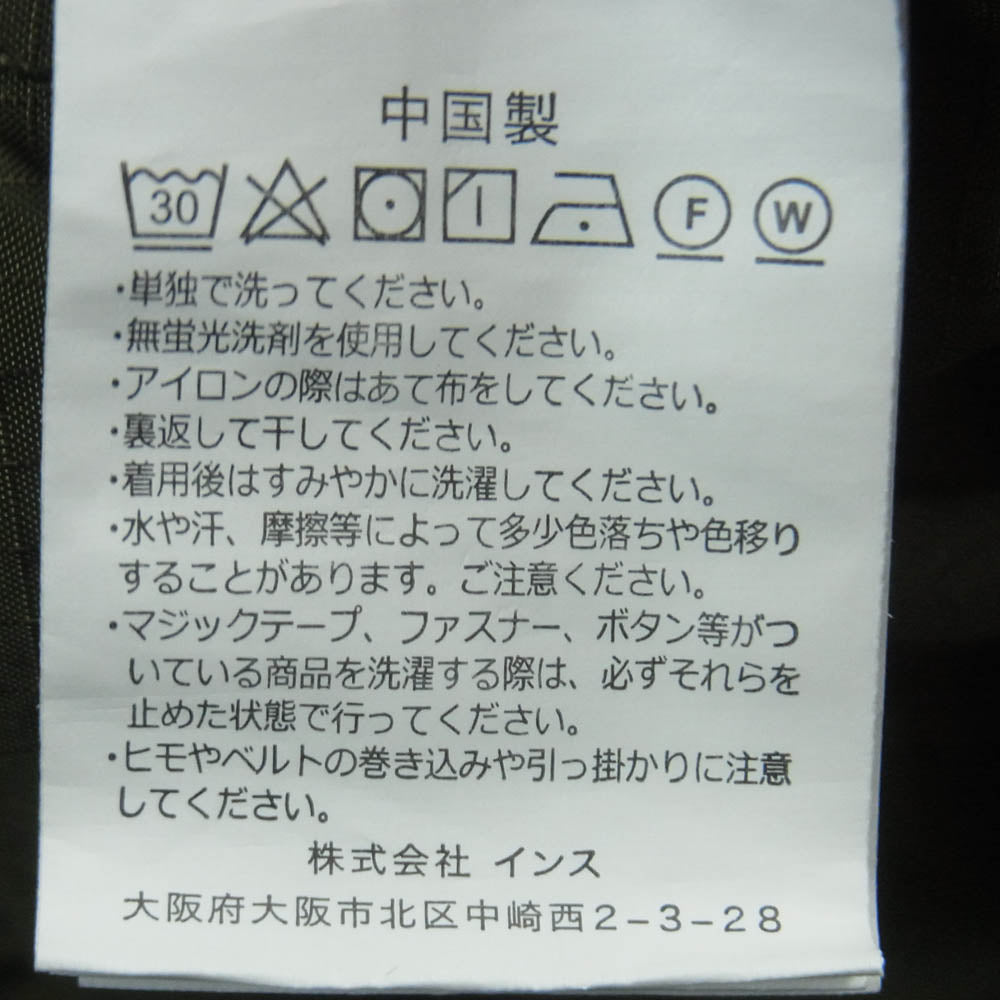 中国製
30 F W
・単独で洗ってください。
・無蛍光洗剤を使用してください。
・アイロンの際はあて布をしてください。
・裏返して干してください。
・着用後はすみやかに洗濯してください。
・水や汗、摩擦等によって多少色落ちや色移り
することがあります。ご注意ください。
・マジックテープ、ファスナー、ボタン等がつ
いている商品を洗濯する際は、必ずそれらを
止めた状態で行ってください。
・ヒモやベルトの巻き込みや引っ掛かりに注意
してください。
株式会社 インス
大阪府大阪市北区中崎西2-3-28